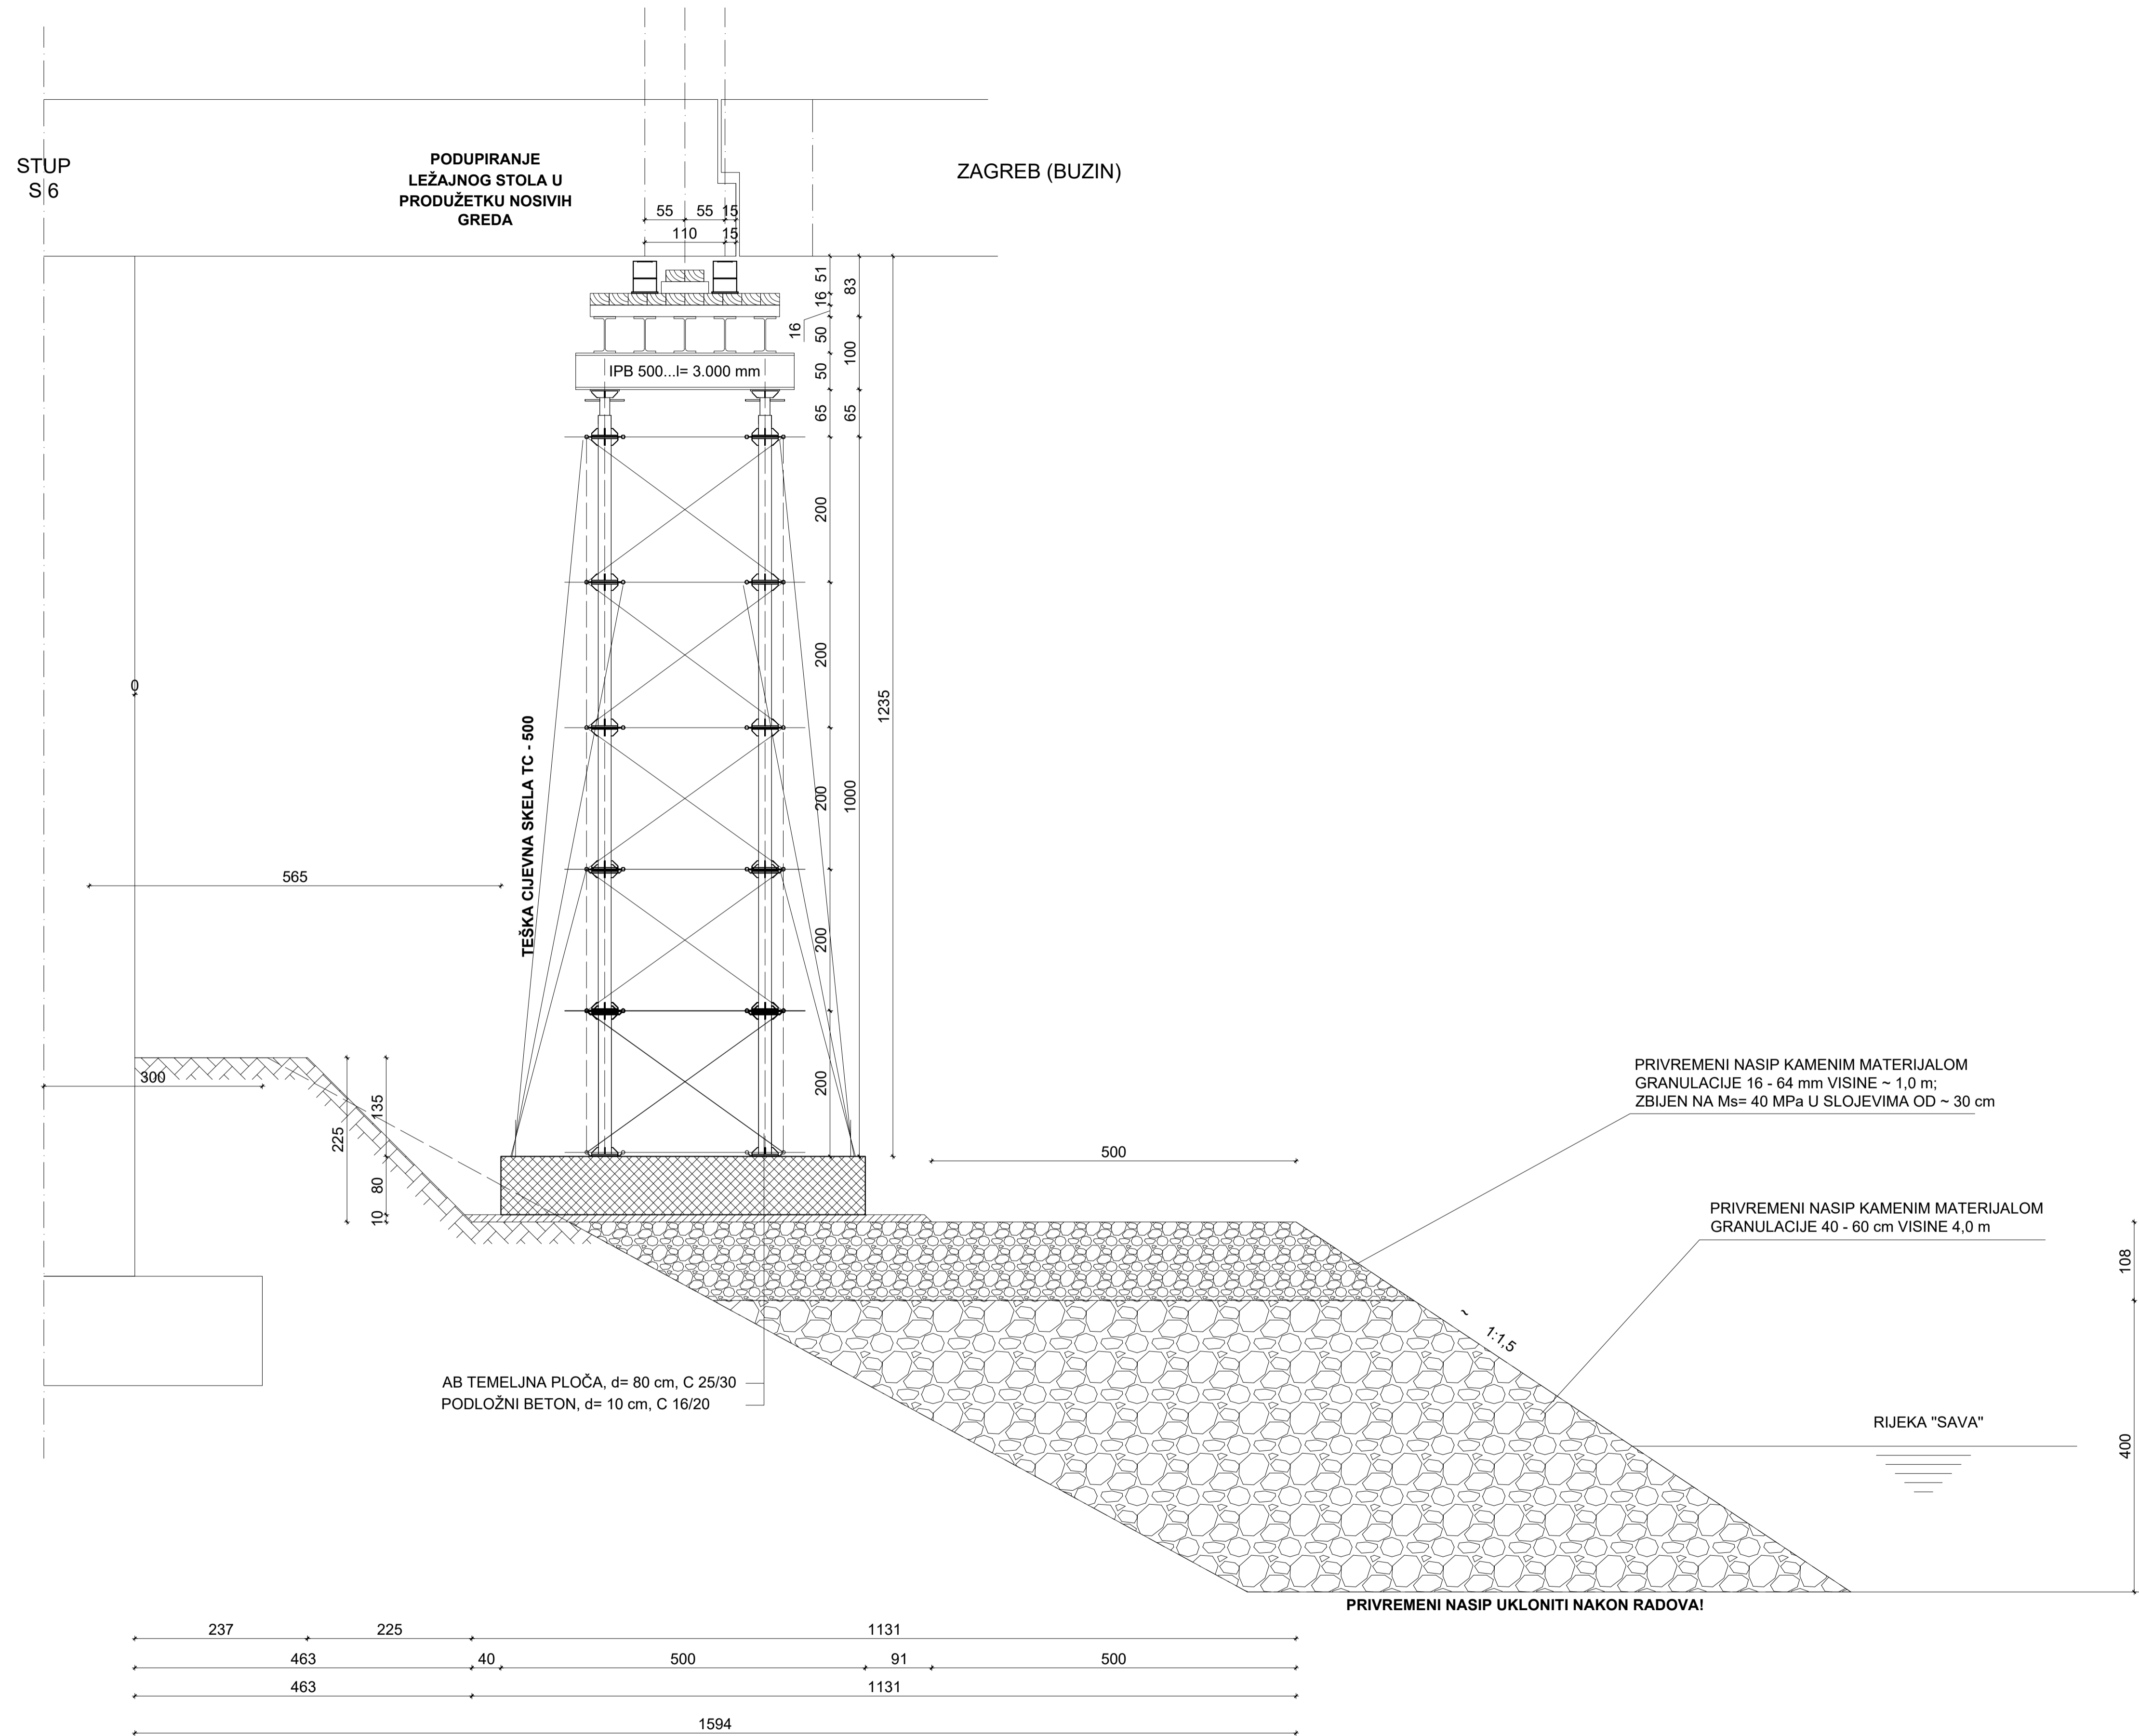 STUP
S 6
PODUPIRANJE
LEŽAJNOG STOLA U
PRODUŽETKU NOSIVIH
GREDA
ZAGREB (BUZIN)
55
55
15
110
15
51
83
16
16
50
100
50
IPB 500...l= 3.000 mm
65
65
200
200
0
1235
TEŠKA CIJEVNA SKELA TC - 500
200
1000
565
200
200
300
135
225
80
10
500
PRIVREMENI NASIP KAMENIM MATERIJALOM
GRANULACIJE 16 - 64 mm VISINE ~ 1,0 m;
ZBIJEN NA Ms= 40 MPa U SLOJEVIMA OD ~ 30 cm
PRIVREMENI NASIP KAMENIM MATERIJALOM
GRANULACIJE 40 - 60 cm VISINE 4,0 m
108
~ 1:1,5
AB TEMELJNA PLOČA, d= 80 cm, C 25/30
PODLOŽNI BETON, d= 10 cm, C 16/20
RIJEKA "SAVA"
400
PRIVREMENI NASIP UKLONITI NAKON RADOVA!
237
225
1131
463
40
500
91
500
463
1131
1594